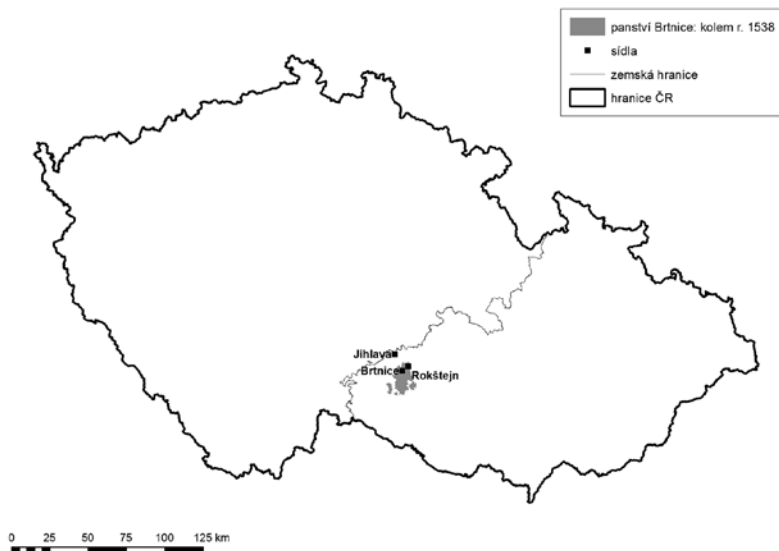 panství Brtnice: kolem r. 1538
sídla
zemská hranice
hranice ČR
Jihlava
Brtnice
Rokštejn
0 25 50 75 100 125 km